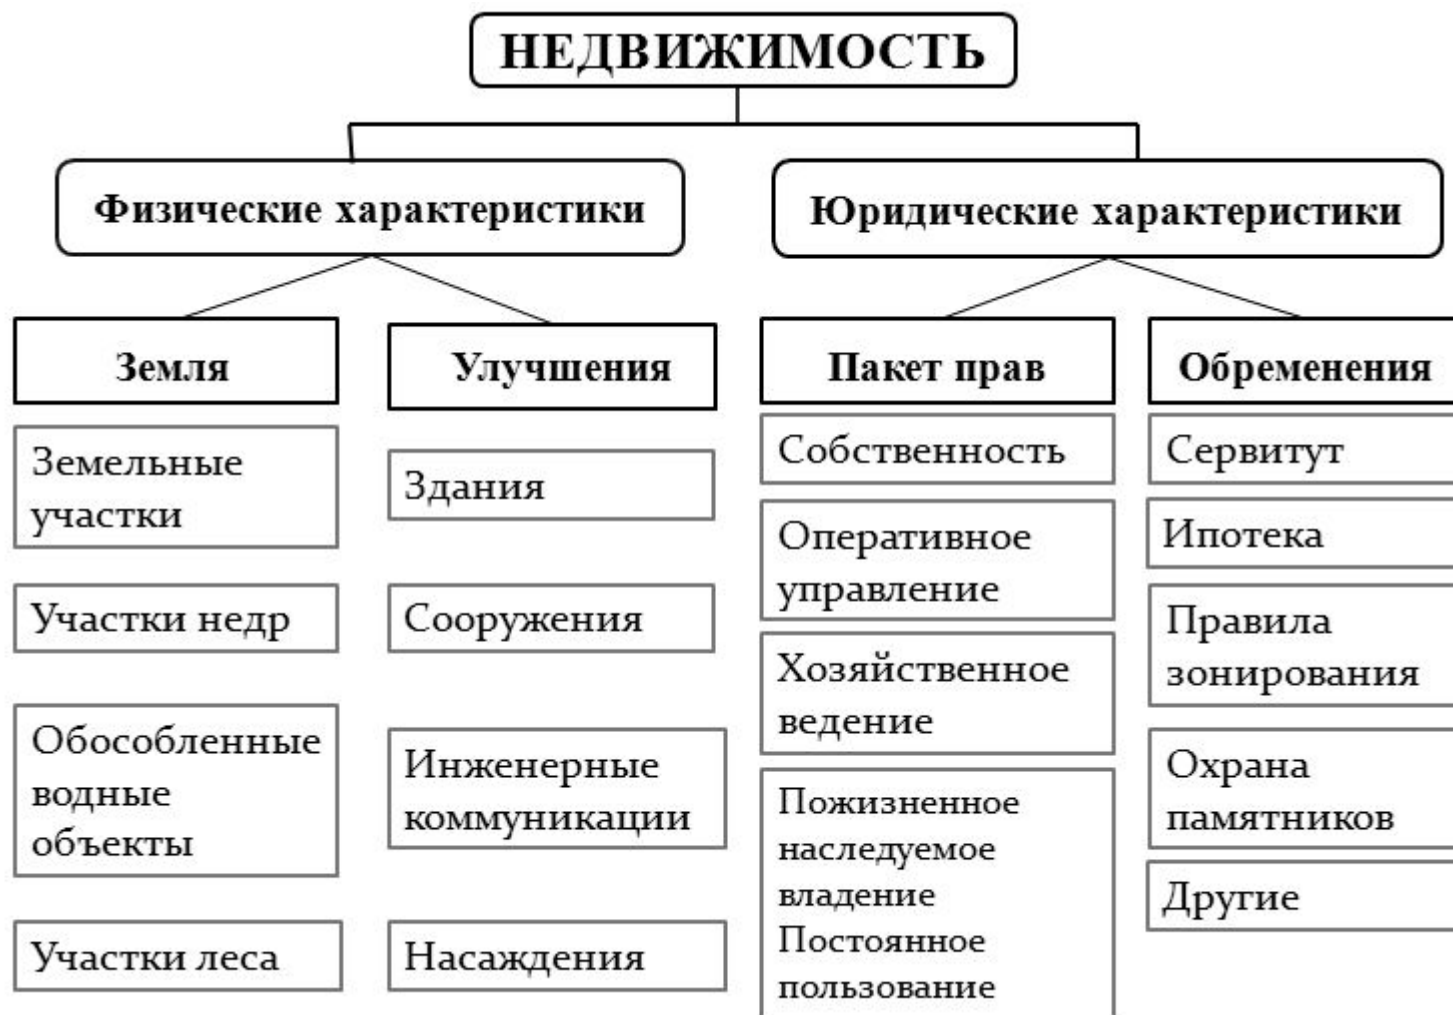 НЕДВИЖИМОСТЬ
Физические характеристики
Юридические характеристики
Земля
Улучшения
Пакет прав
Обременения
Земельные
участки
Участки недр
Обособленные
водные
объекты
Участки леса
Здания
Сооружения
Инженерные
коммуникации
Насаждения
Собственность
Оперативное
управление
Хозяйственное
ведение
Пожизненное
наследуемое
владение
Постоянное
пользование
Сервитут
Ипотека
Правила
зонирования
Охрана
памятников
Другие